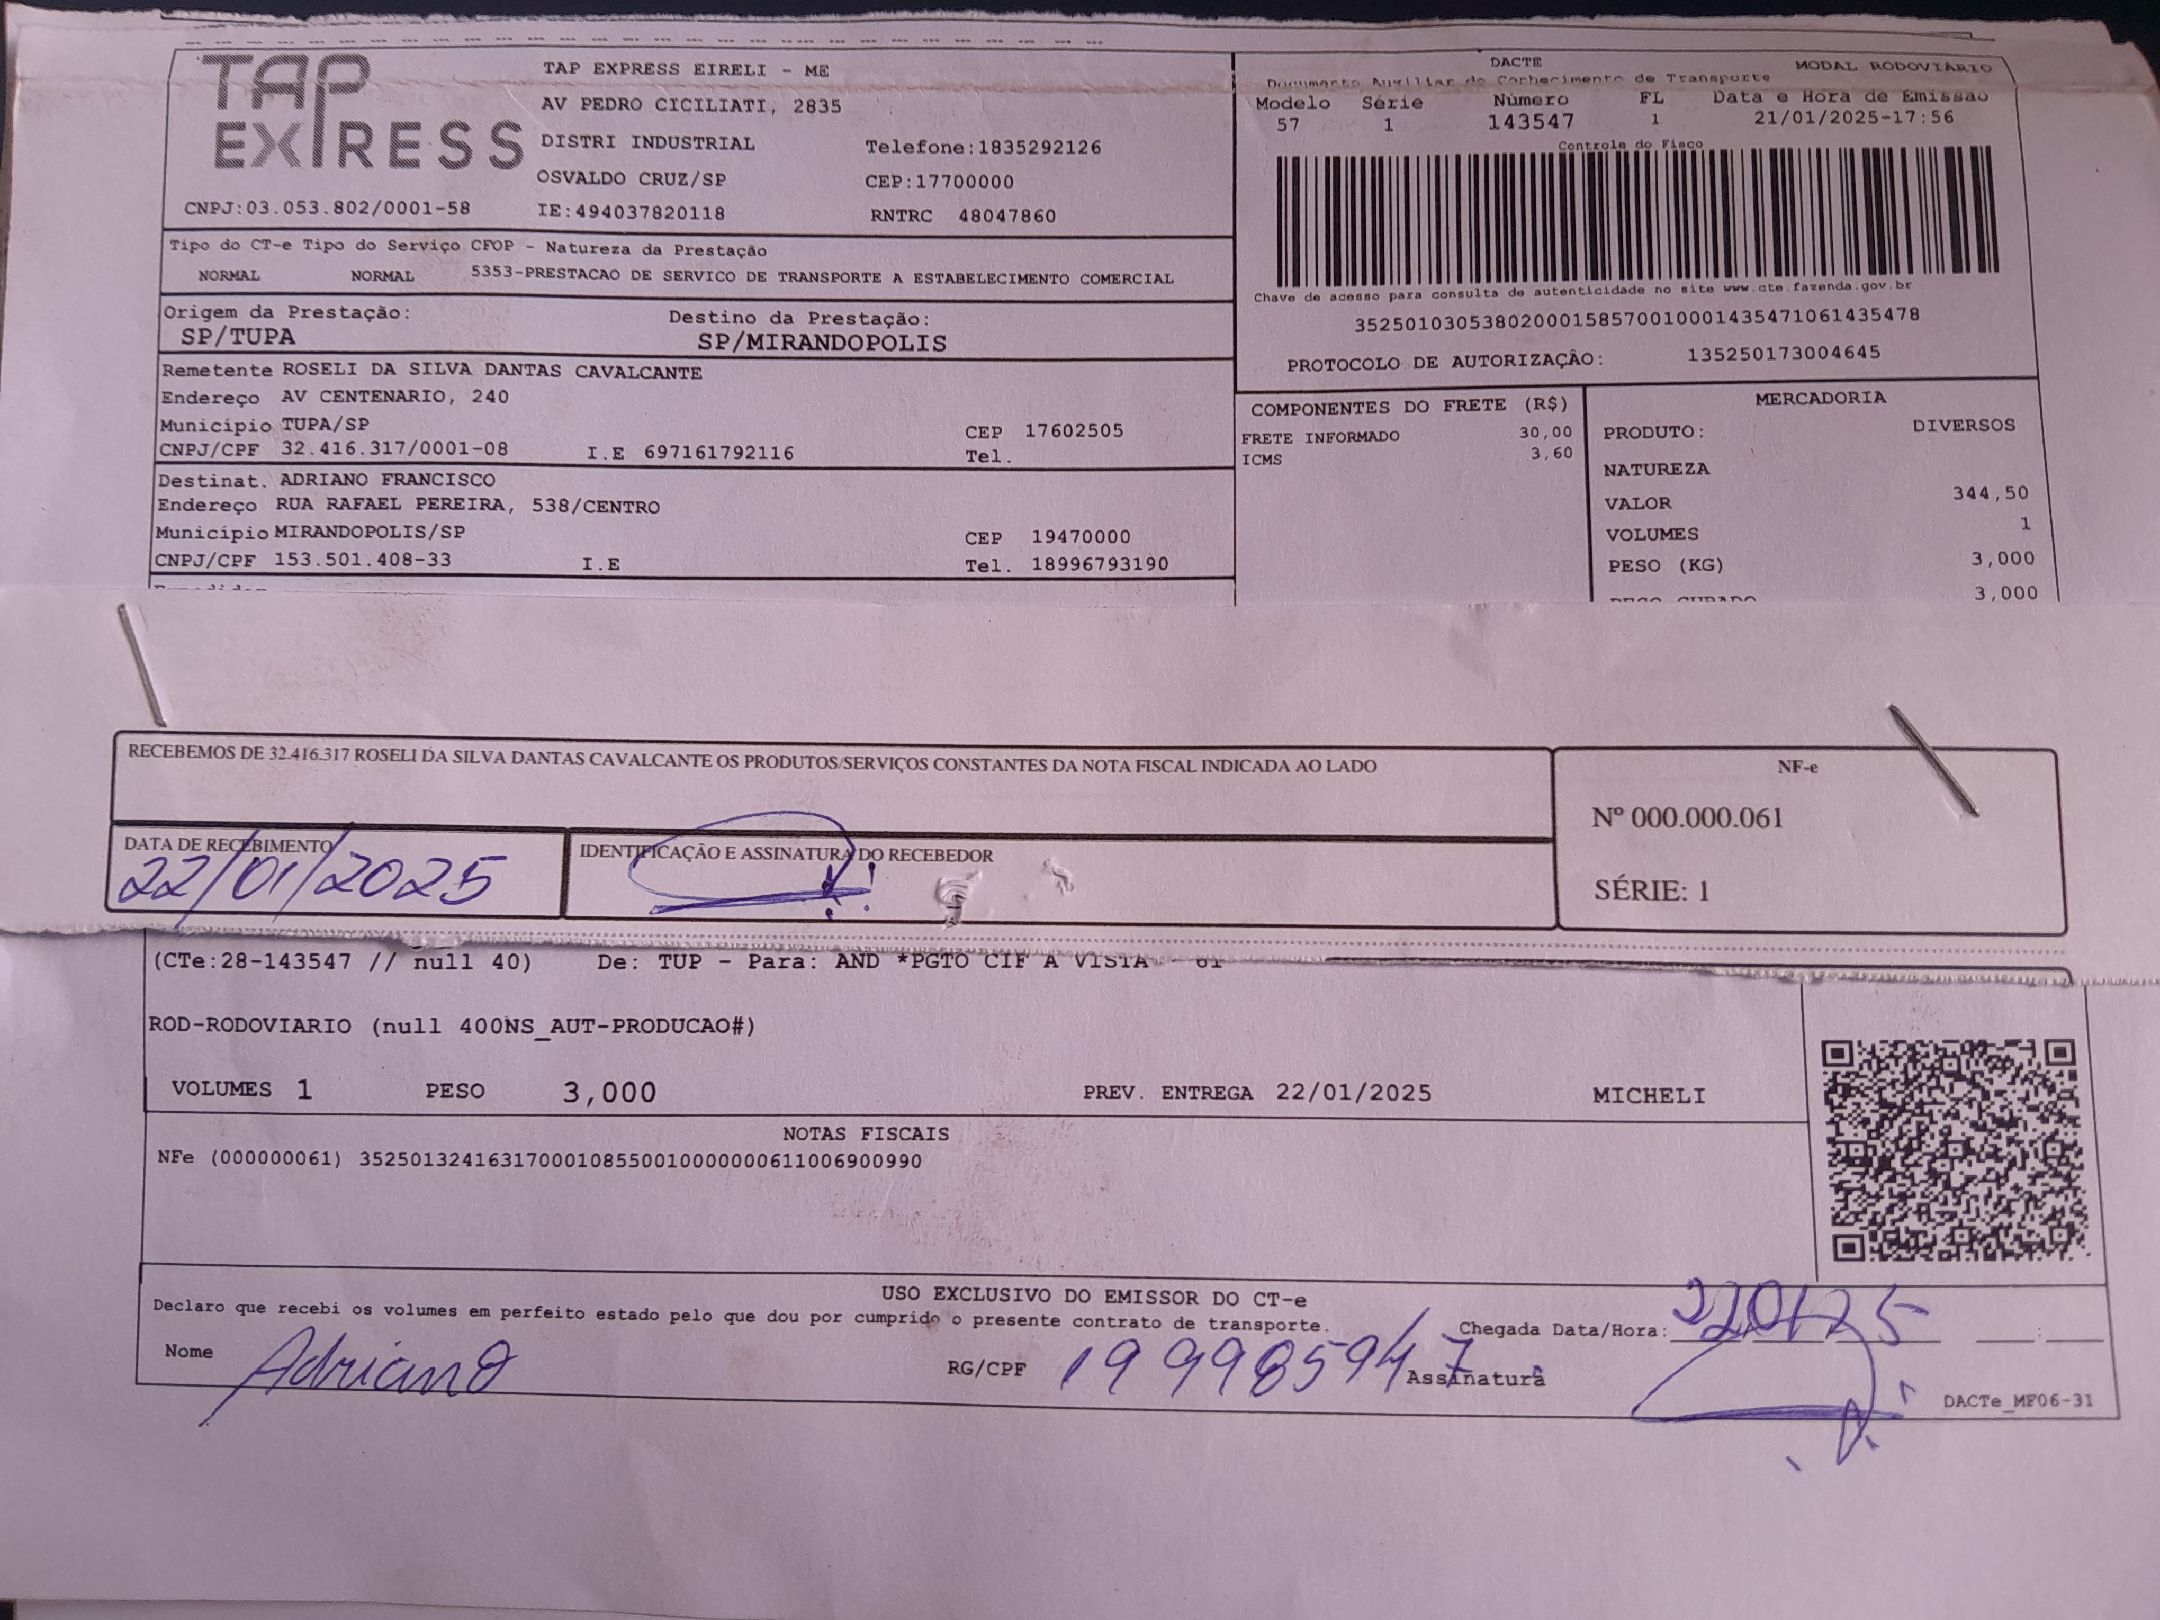 TAP EXPRESS
TAP EXPRESS EIRELI - ME
AV PEDRO CICILIATI, 2835
DISTRI INDUSTRIAL Telefone:1835292126
OSVALDO CRUZ/SP CEP:17700000
CNPJ:03.053.802/0001-58 IE:494037820118 RNTRC 48047860
DACTE MODAL RODOVIÁRIO
Documento Auxiliar de Conhecimento de Transporte
Modelo Série Número FL Data e Hora de Emissão
57 1 143547 1 21/01/2025-17:56
Controle do Fisco
Chave de acesso para consulta de autenticidade no site www.cte.fazenda.gov.br
35250103053802000158570010001435471061435478
PROTOCOLO DE AUTORIZAÇÃO: 135250173004645
Tipo do CT-e Tipo do Serviço CFOP - Natureza da Prestação
NORMAL NORMAL 5353-PRESTACAO DE SERVICO DE TRANSPORTE A ESTABELECIMENTO COMERCIAL
Origem da Prestação: Destino da Prestação:
SP/TUPA SP/MIRANDOPOLIS
Remetente ROSELI DA SILVA DANTAS CAVALCANTE
Endereço AV CENTENARIO, 240
Município TUPA/SP CEP 17602505
CNPJ/CPF 32.416.317/0001-08 I.E 697161792116 Tel.
Destinat. ADRIANO FRANCISCO
Endereço RUA RAFAEL PEREIRA, 538/CENTRO
Município MIRANDOPOLIS/SP CEP 19470000
CNPJ/CPF 153.501.408-33 I.E Tel. 18996793190
COMPONENTES DO FRETE (R$)
FRETE INFORMADO 30,00
ICMS 3,60
MERCADORIA
PRODUTO: DIVERSOS
NATUREZA
VALOR 344,50
VOLUMES 1
PESO (KG) 3,000
3,000
RECEBEMOS DE 32.416.317 ROSELI DA SILVA DANTAS CAVALCANTE OS PRODUTOS/SERVIÇOS CONSTANTES DA NOTA FISCAL INDICADA AO LADO
DATA DE RECEBIMENTO
22/01/2025
IDENTIFICAÇÃO E ASSINATURA DO RECEBEDOR
NF-e
Nº 000.000.061
SÉRIE: 1
(CTe:28-143547 // null 40) De: TUP - Para: AND *PGTO CIF A VISTA - 01
ROD-RODOVIARIO (null 400NS_AUT-PRODUCAO#)
VOLUMES 1 PESO 3,000 PREV. ENTREGA 22/01/2025 MICHELI
NOTAS FISCAIS
NFe (000000061) 35250132416317000108550010000000611006900990
USO EXCLUSIVO DO EMISSOR DO CT-e
Declaro que recebi os volumes em perfeito estado pelo que dou por cumprido o presente contrato de transporte.
Chegada Data/Hora: 220125
Nome Adriano RG/CPF 199985947 Assinatura
DACTe_MF06-31